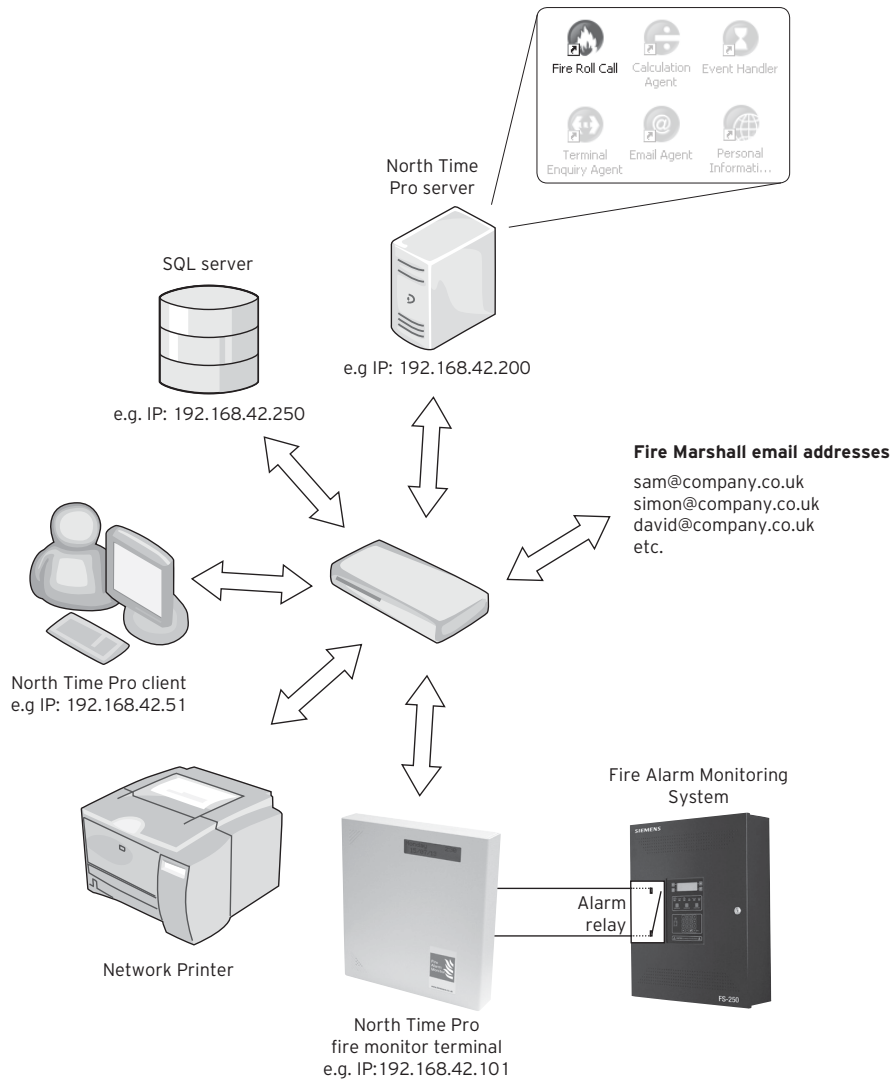 Fire Roll Call
Calculation
Agent
Event Handler
Terminal
Enquiry Agent
Email Agent
Personal
Informati...
North Time
Pro server
e.g IP: 192.168.42.200
SQL server
e.g. IP: 192.168.42.250
Fire Marshall email addresses
sam@company.co.uk
simon@company.co.uk
david@company.co.uk
etc.
North Time Pro client
e.g IP: 192.168.42.51
Network Printer
Fire Alarm Monitoring
System
SIEMENS
Alarm
relay
FS-250
Fire
Alarm
Monitor
North Time Pro
fire monitor terminal
e.g. IP:192.168.42.101